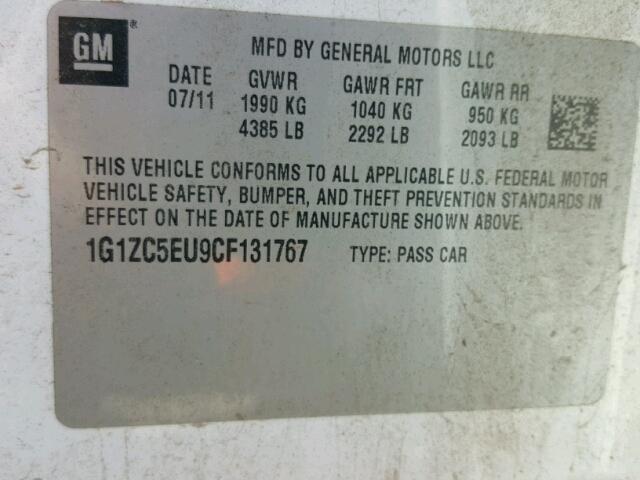 GM ®
MFD BY GENERAL MOTORS LLC
DATE GVWR GAWR FRT GAWR RR
07/11 1990 KG 1040 KG 950 KG
4385 LB 2292 LB 2093 LB
THIS VEHICLE CONFORMS TO ALL APPLICABLE U.S. FEDERAL MOTOR
VEHICLE SAFETY, BUMPER, AND THEFT PREVENTION STANDARDS
IN EFFECT ON THE DATE OF MANUFACTURE SHOWN ABOVE.
1G1ZC5EU9CF131767 TYPE: PASS CAR